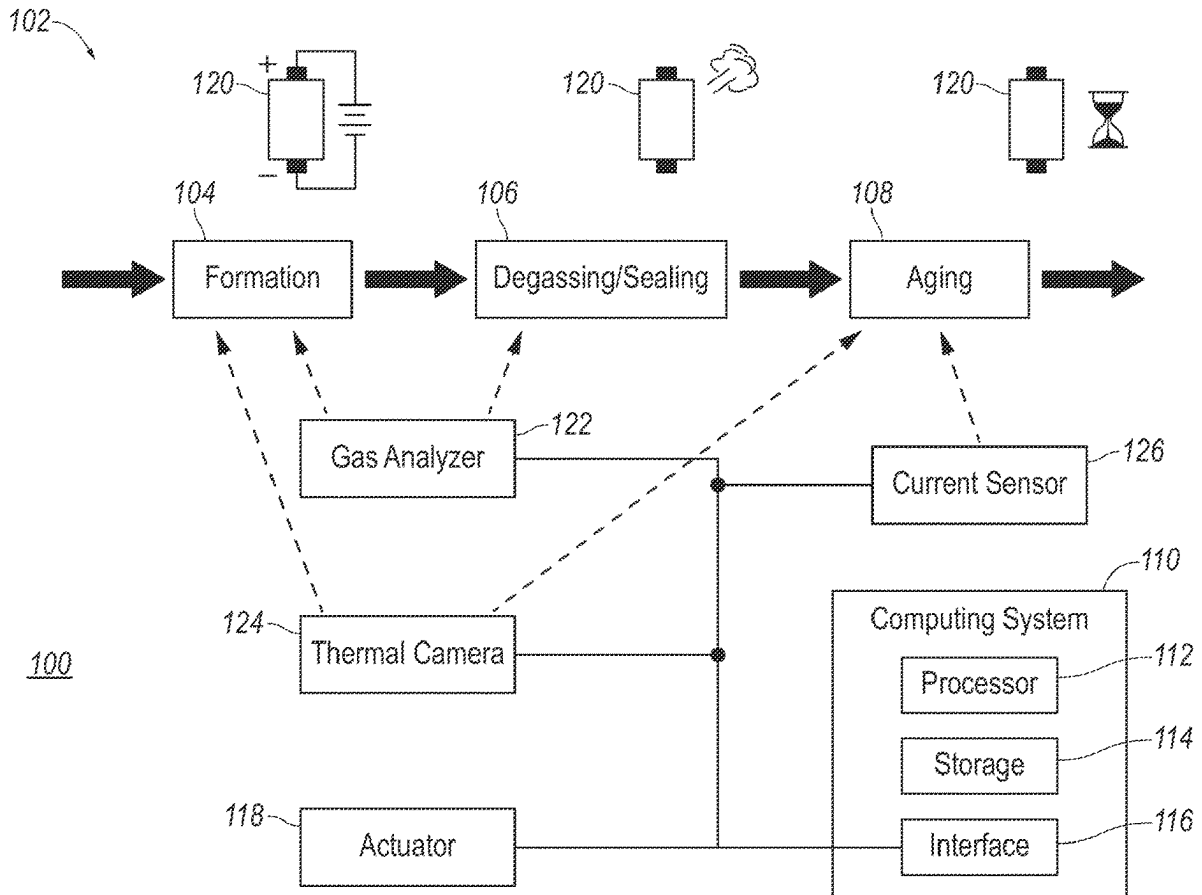 102
120
+
−
120
120
104
106
108
Formation
Degassing/Sealing
Aging
Gas Analyzer
122
Current Sensor
126
110
124
Thermal Camera
Computing System
100
Processor
112
Storage
114
118
Actuator
Interface
116